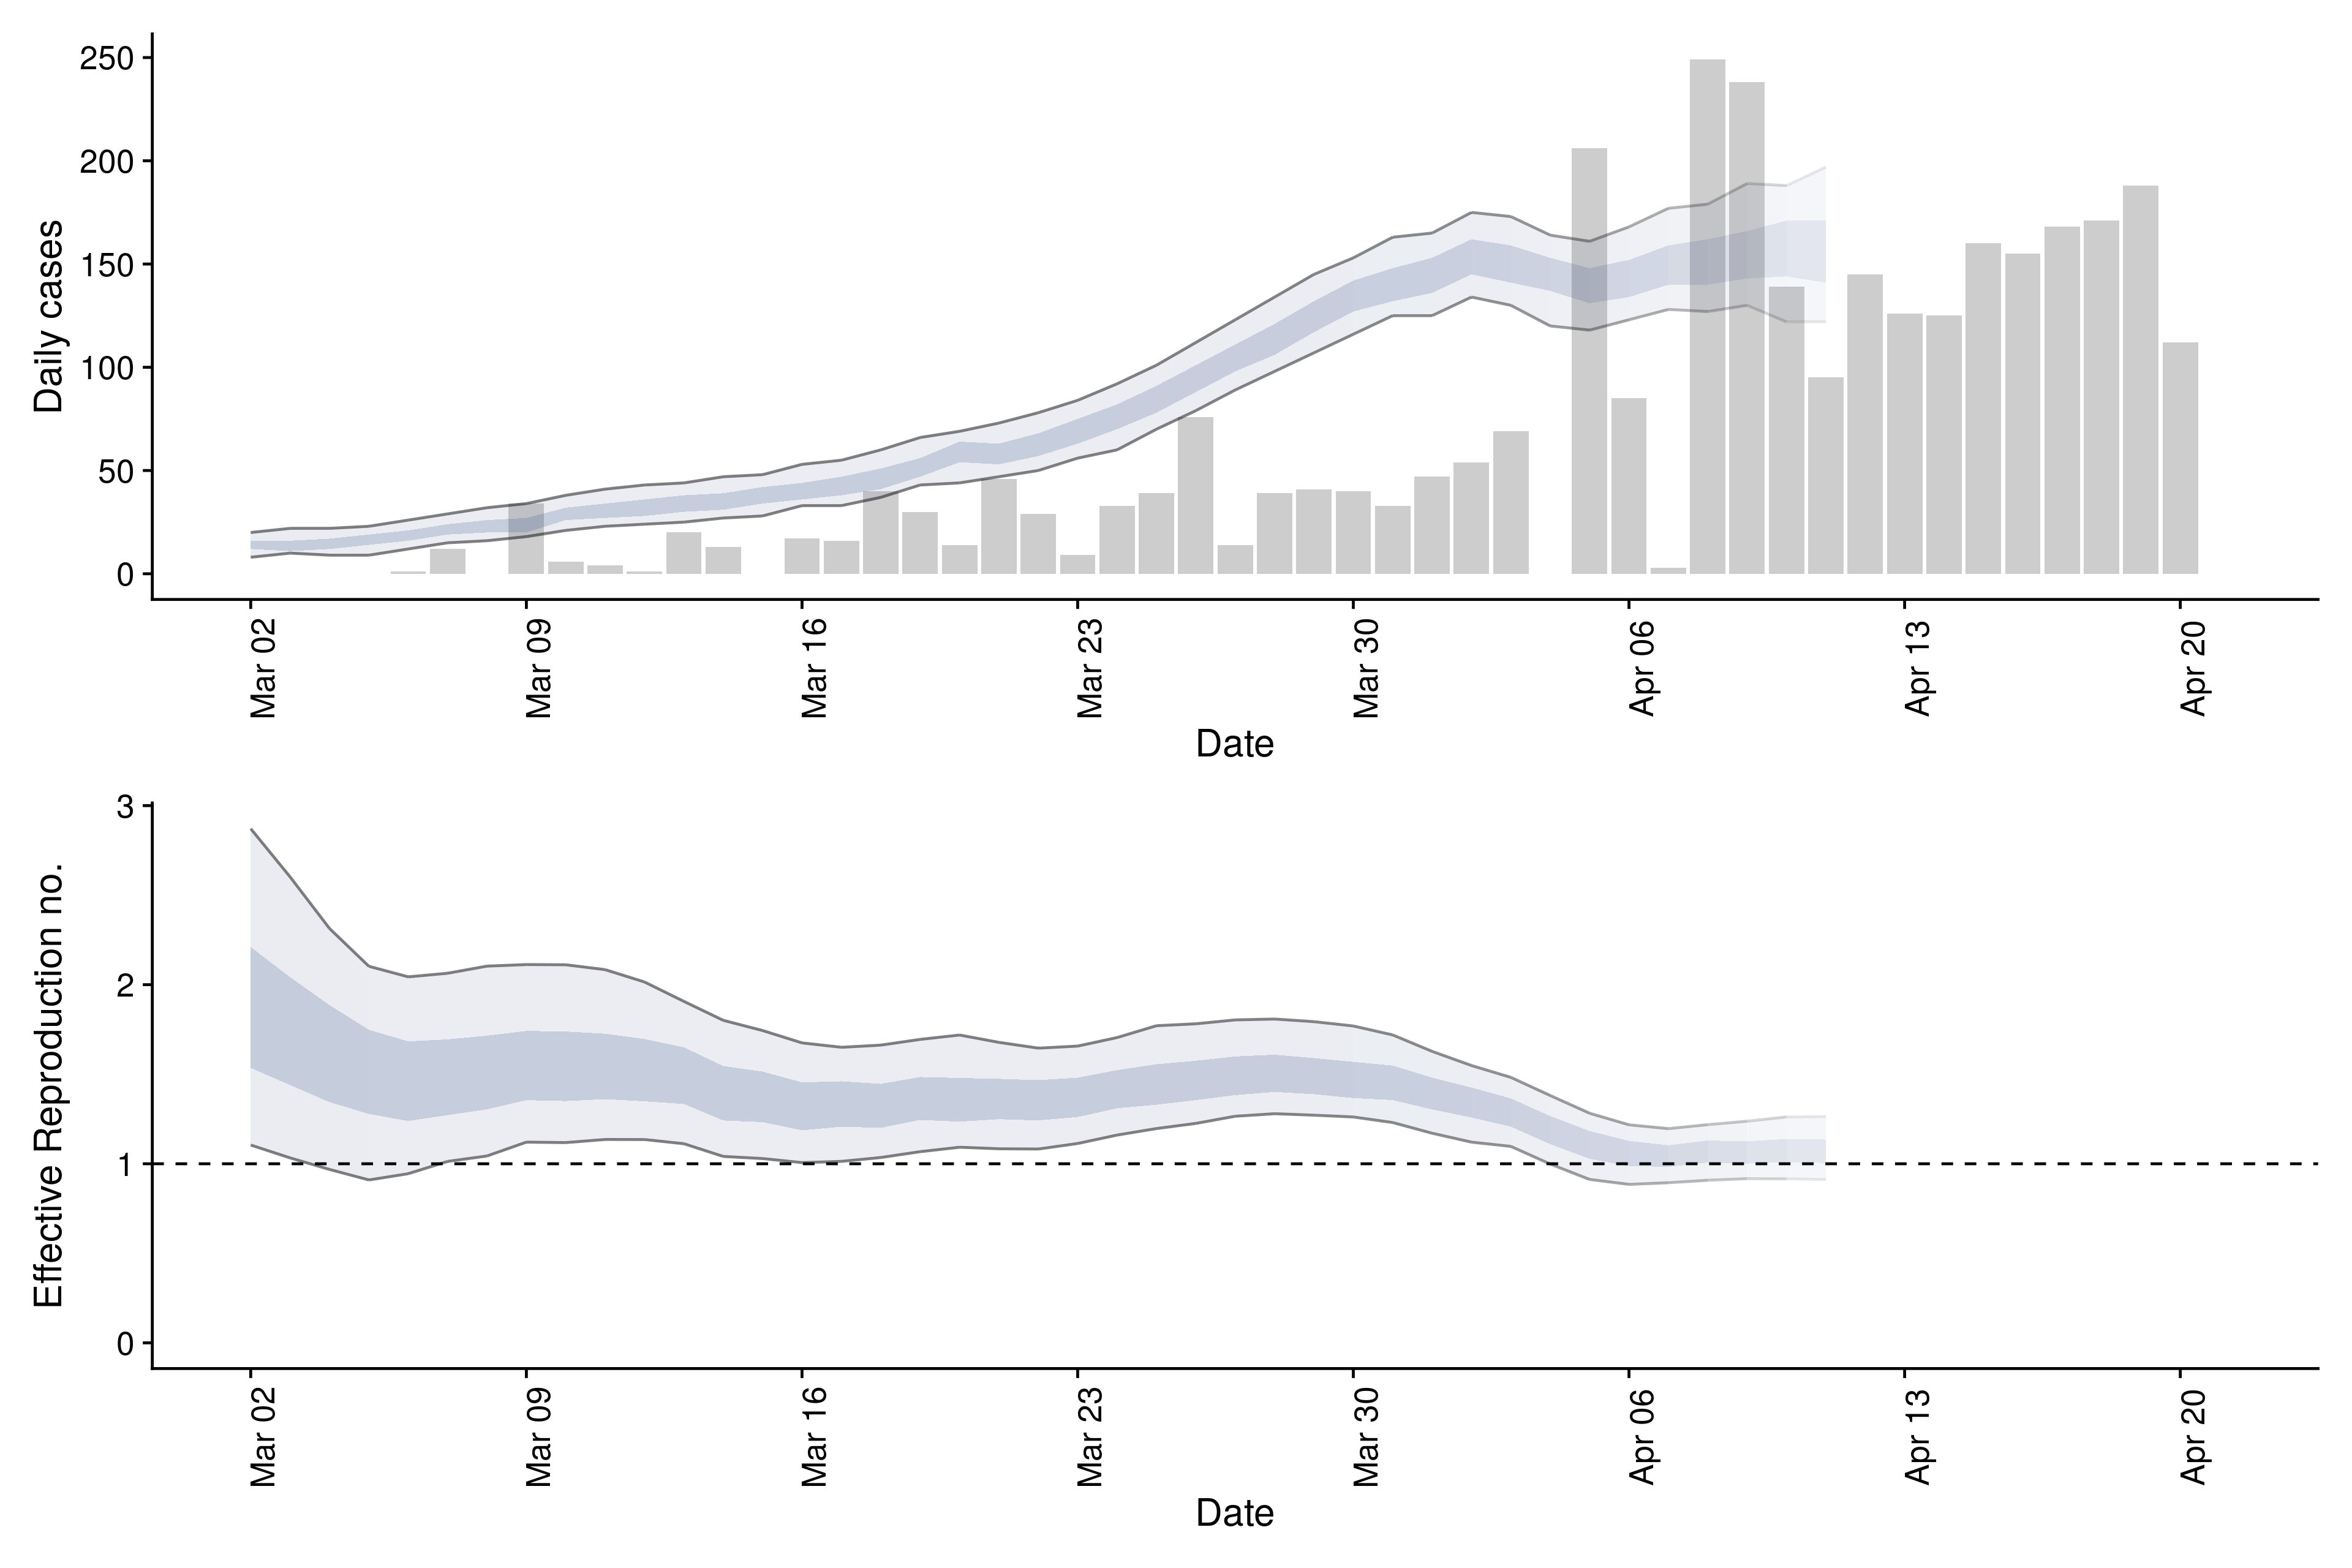 Daily cases
250
200
150
100
50
0
Mar 02
Mar 09
Mar 16
Mar 23
Mar 30
Apr 06
Apr 13
Apr 20
Date
Effective Reproduction no.
3
2
1
0
Mar 02
Mar 09
Mar 16
Mar 23
Mar 30
Apr 06
Apr 13
Apr 20
Date